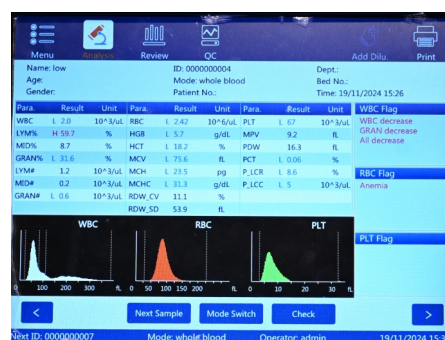 Menu Analysis Review QC Add Dilu. Print
Name: low ID: 0000000004 Dept.:
Age: Mode: whole blood Bed No.:
Gender: Patient No.: Time: 19/11/2024 15:26
Para. Result Unit Para. Result Unit Para. Result Unit WBC Flag
WBC L 2.0 10^3/uL RBC L 2.42 10^6/uL PLT L 67 10^3/uL WBC decrease
LYM% H 59.7 % HGB L 5.7 g/dL MPV 9.2 fL GRAN decrease
MID% 8.7 % HCT L 18.2 % PDW 16.3 fL All decrease
GRAN% L 31.6 % MCV L 75.6 fL PCT L 0.06 %
LYM# 1.2 10^3/uL MCH L 23.5 pg P_LCR L 8.6 % RBC Flag
MID# 0.2 10^3/uL MCHC L 31.3 g/dL P_LCC L 5 10^3/uL Anemia
GRAN# L 0.6 10^3/uL RDW_CV 11.1 %
RDW_SD 53.9 fL
WBC RBC PLT PLT Flag
0 100 200 300 fL 0 50 100 150 200 fL 0 10 20 30 fL
< Next Sample Mode Switch Check >
Next ID: 0000000007 Mode: whole blood Operator: admin 19/11/2024 15:2